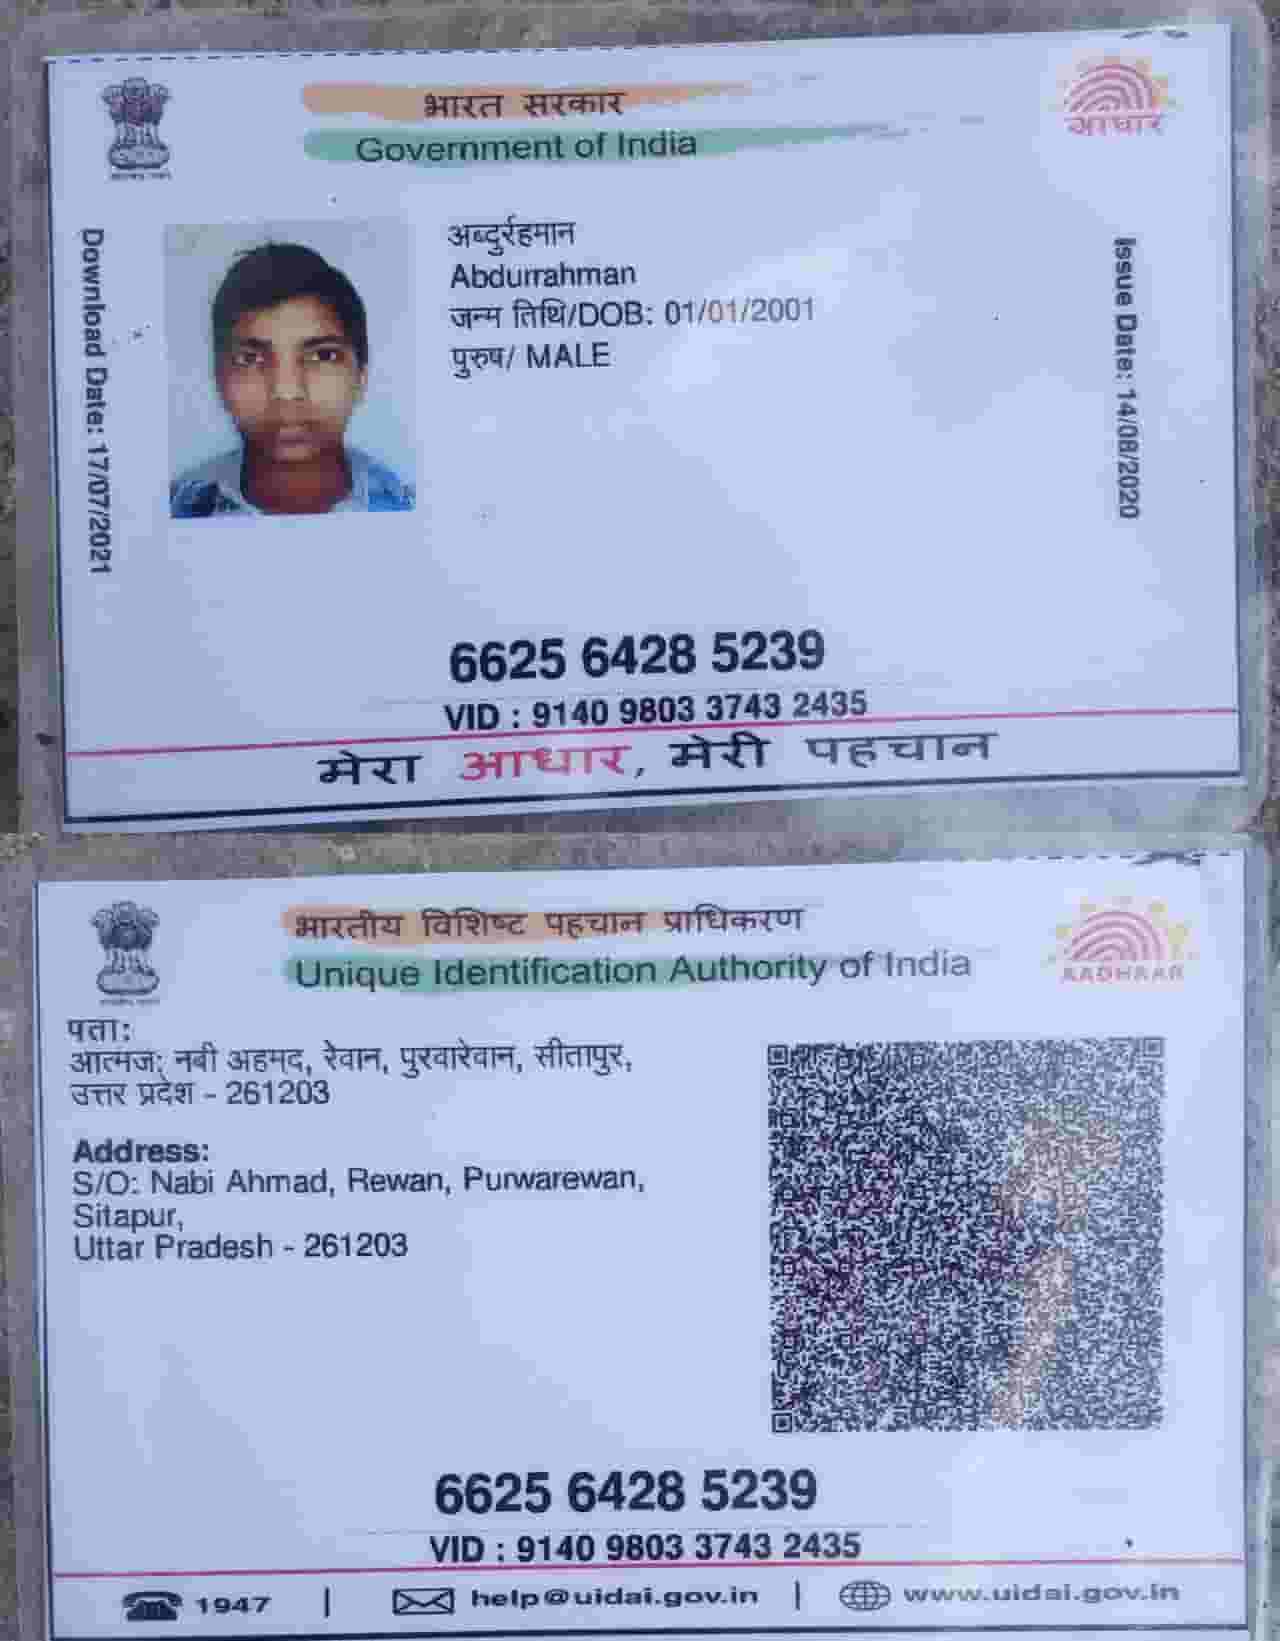 भारत सरकार
Government of India
आधार
Download Date: 17/07/2021
अब्दुर्रहमान
Abdurrahman
जन्म तिथि/DOB: 01/01/2001
पुरुष/ MALE
Issue Date: 14/08/2020
6625 6428 5239
VID : 9140 9803 3743 2435
मेरा आधार, मेरी पहचान
भारतीय विशिष्ट पहचान प्राधिकरण
Unique Identification Authority of India
AADHAAR
पता:
आत्मज: नबी अहमद, रेवान, पुरवारेवान, सीतापुर,
उत्तर प्रदेश - 261203
Address:
S/O: Nabi Ahmad, Rewan, Purwarewan,
Sitapur,
Uttar Pradesh - 261203
6625 6428 5239
VID : 9140 9803 3743 2435
1947 | help@uidai.gov.in | www.uidai.gov.in